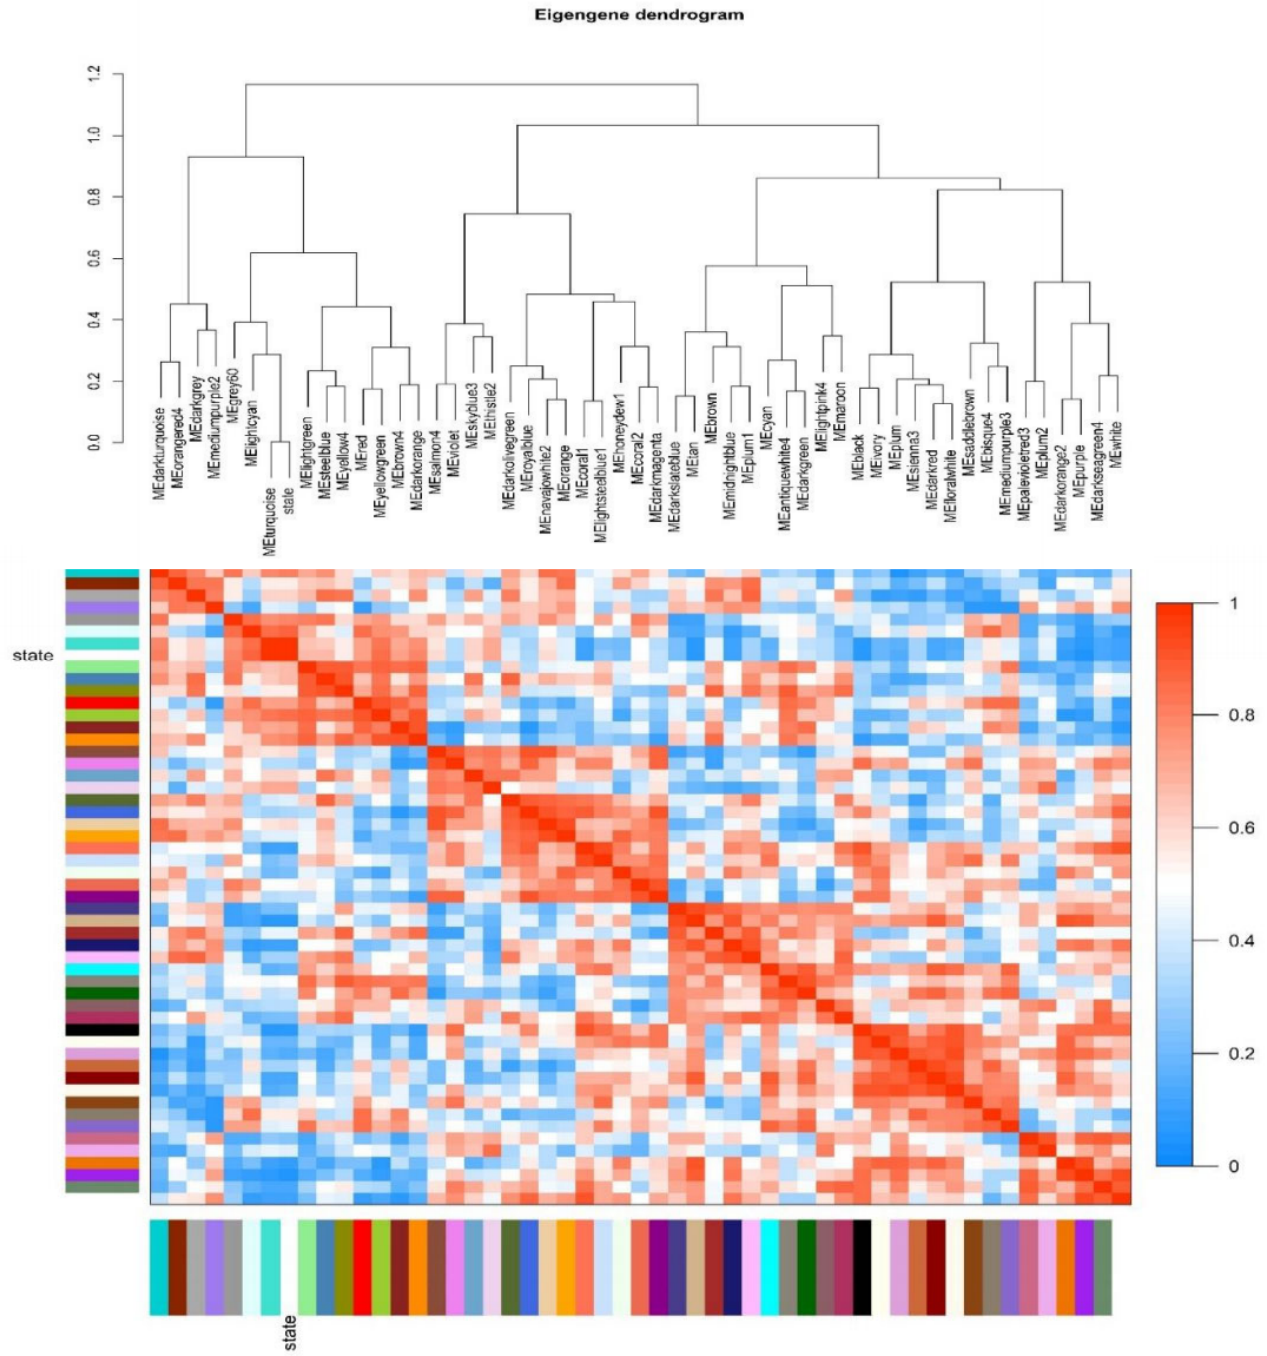 Eigengene dendrogram
1.2
1.0
0.8
0.6
0.4
0.2
0.0
MEdarkturquoise
MEorangered4
MEdarkgrey
MEmediumpurple2
MEgrey60
MElightcyan
MEturquoise
state
MElightgreen
MEsteelblue
MEyellow4
MEred
MEyellowgreen
MEbrown4
MEdarkorange
MEsalmon4
MEviolet
MEskyblue3
MEthistle2
MEdarkolivegreen
MEroyalblue
MEnavajowhite2
MEorange
MEcoral1
MElightsteelblue1
MEhoneydew1
MEcoral2
MEdarkmagenta
MEdarkslateblue
MEtan
MEbrown
MEmidnightblue
MEplum1
MEcyan
MEantiquewhite4
MEdarkgreen
MElightpink4
MEmaroon
MEblack
MEivory
MEplum
MEsienna3
MEdarkred
MEfloralwhite
MEsaddlebrown
MEbisque4
MEmediumpurple3
MEpalevioletred3
MEplum2
MEdarkorange2
MEpurple
MEdarkseagreen4
MEwhite
state
1
0.8
0.6
0.4
0.2
0
state